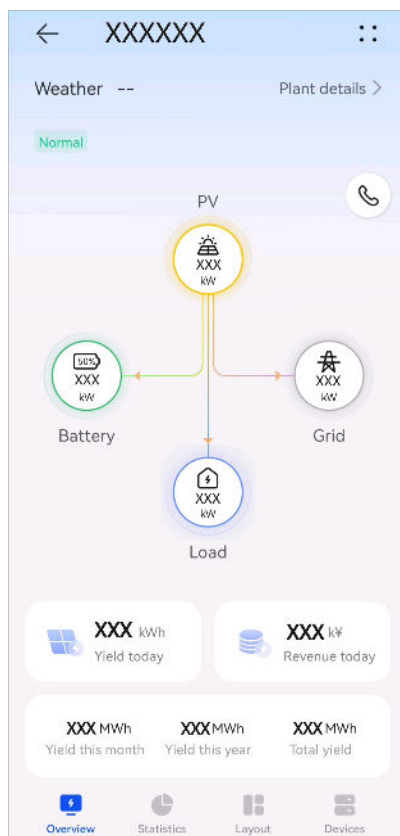 XXXXXX
Weather --
Plant details >
Normal
PV
XXX
kW
50%
XXX
kW
Battery
XXX
kW
Grid
XXX
kW
Load
XXX kWh
Yield today
XXX k¥
Revenue today
XXX MWh
Yield this month
XXX MWh
Yield this year
XXX MWh
Total yield
Overview
Statistics
Layout
Devices